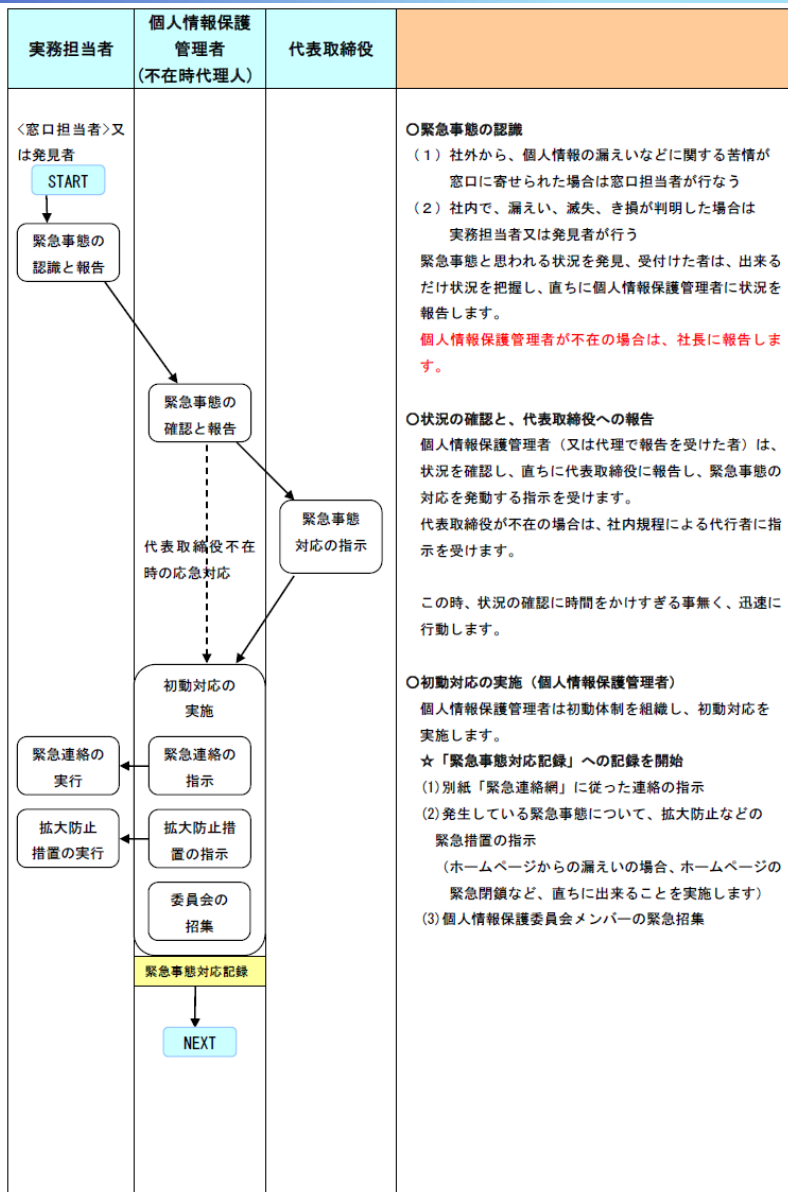 実務担当者
個人情報保護
管理者
(不在時代理人)
代表取締役
<窓口担当者>又
は発見者
START
緊急事態の
認識と報告
緊急事態の
確認と報告
緊急事態
対応の指示
代表取締役不在
時の応急対応
初動対応の
実施
緊急連絡の
実行
緊急連絡の
指示
拡大防止
措置の実行
拡大防止措
置の指示
委員会の
招集
緊急事態対応記録
NEXT
○緊急事態の認識
(1)社外から、個人情報の漏えいなどに関する苦情が
窓口に寄せられた場合は窓口担当者が行なう
(2)社内で、漏えい、滅失、き損が判明した場合は
実務担当者又は発見者が行う
緊急事態と思われる状況を発見、受付けた者は、出来る
だけ状況を把握し、直ちに個人情報保護管理者に状況を
報告します。
個人情報保護管理者が不在の場合は、社長に報告しま
す。
○状況の確認と、代表取締役への報告
個人情報保護管理者(又は代理で報告を受けた者)は、
状況を確認し、直ちに代表取締役に報告し、緊急事態の
対応を発動する指示を受けます。
代表取締役が不在の場合は、社内規程による代行者に指
示を受けます。
この時、状況の確認に時間をかけすぎる事無く、迅速に
行動します。
○初動対応の実施(個人情報保護管理者)
個人情報保護管理者は初動体制を組織し、初動対応を
実施します。
☆「緊急事態対応記録」への記録を開始
(1)別紙「緊急連絡網」に従った連絡の指示
(2)発生している緊急事態について、拡大防止などの
緊急措置の指示
(ホームページからの漏えいの場合、ホームページの
緊急閉鎖など、直ちに出来ることを実施します)
(3)個人情報保護委員会メンバーの緊急招集